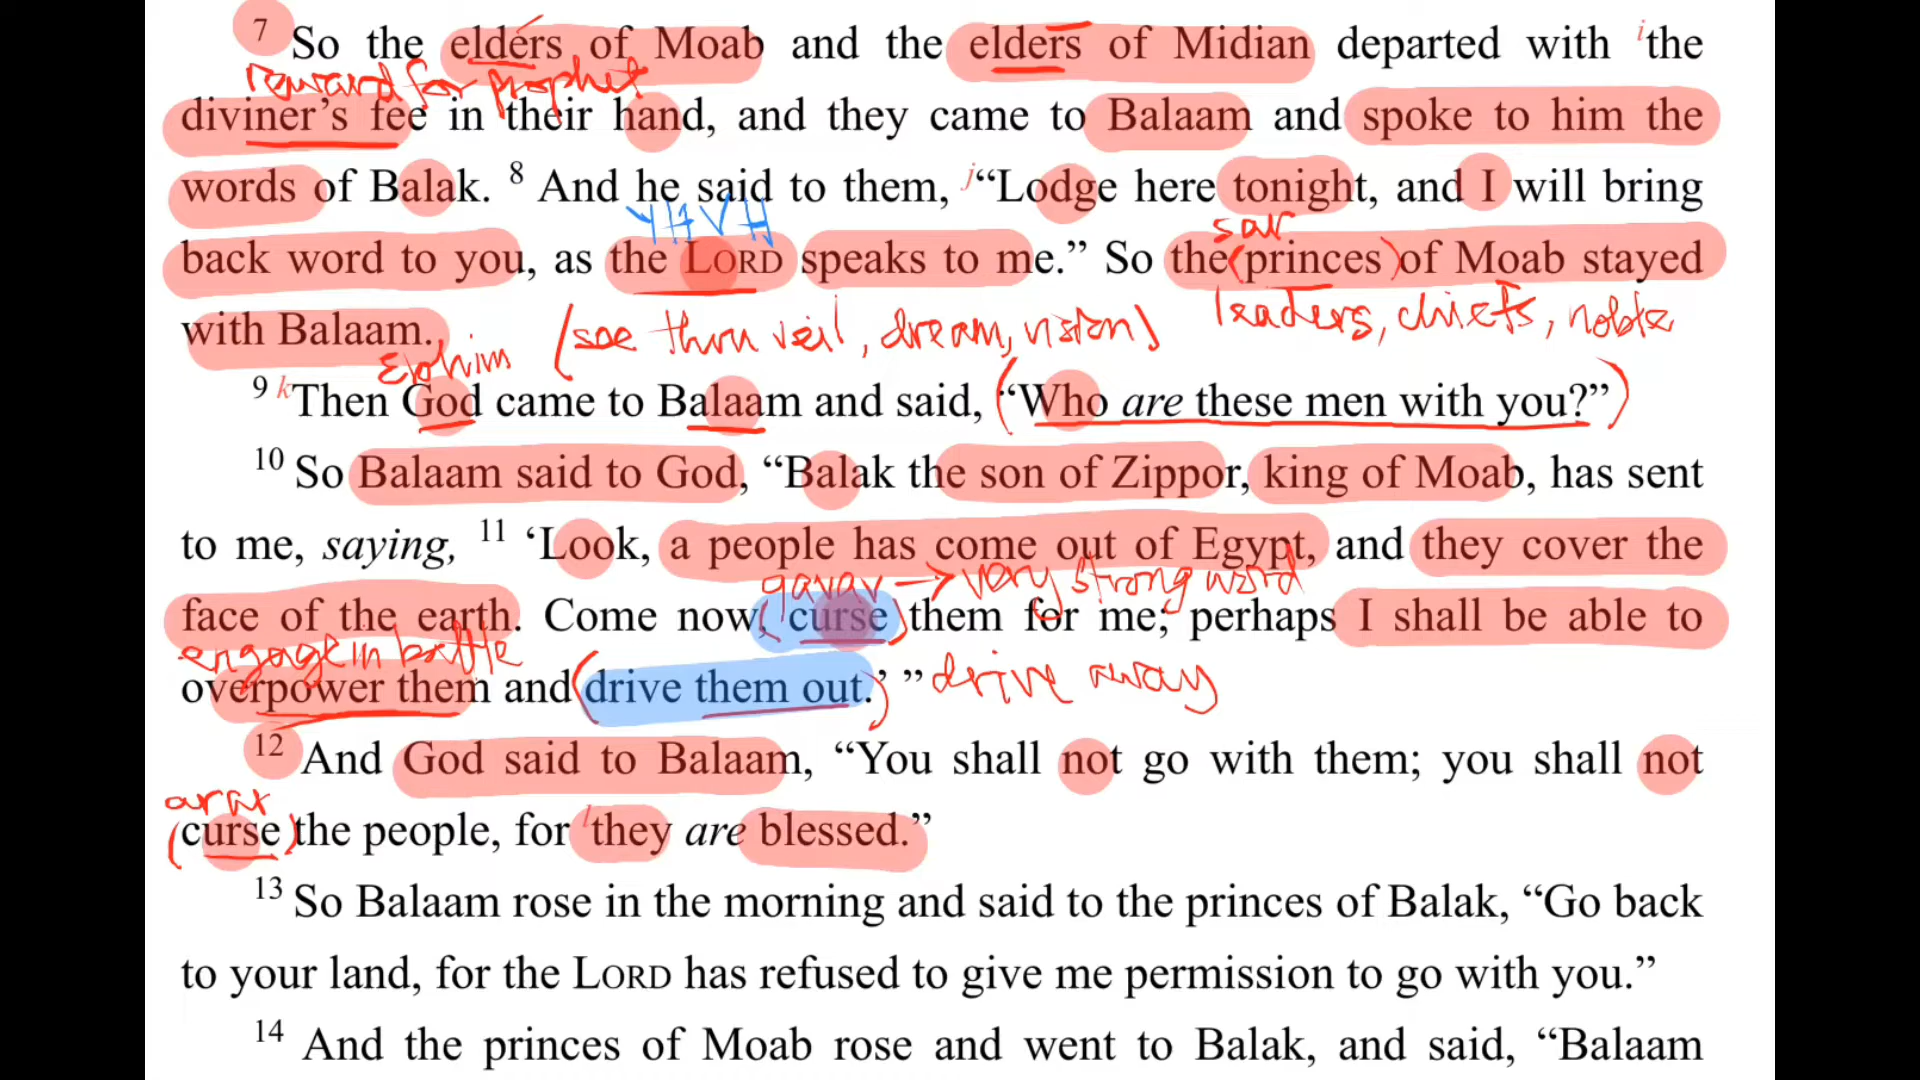 7 So the elders of Moab and the elders of Midian departed with i the
reward for prophet
diviner’s fee in their hand, and they came to Balaam and spoke to him the
words of Balak. 8 And he said to them, j“Lodge here tonight, and I will bring
YHVH
sar
back word to you, as the LORD speaks to me.” So the (princes) of Moab stayed
leaders, chiefs, noble
with Balaam.
Elohim (see thru veil, dream, vision)
9 kThen God came to Balaam and said, (“Who are these men with you?”)
10 So Balaam said to God, “Balak the son of Zippor, king of Moab, has sent
to me, saying, 11 ‘Look, a people has come out of Egypt, and they cover the
qavav → very strong word
face of the earth. Come now, (curse) them for me; perhaps I shall be able to
engage in battle
overpower them and (drive them out.’) ” drive away
12 And God said to Balaam, “You shall not go with them; you shall not
arar
(curse) the people, for lthey are blessed.”
13 So Balaam rose in the morning and said to the princes of Balak, “Go back
to your land, for the LORD has refused to give me permission to go with you.”
14 And the princes of Moab rose and went to Balak, and said, “Balaam